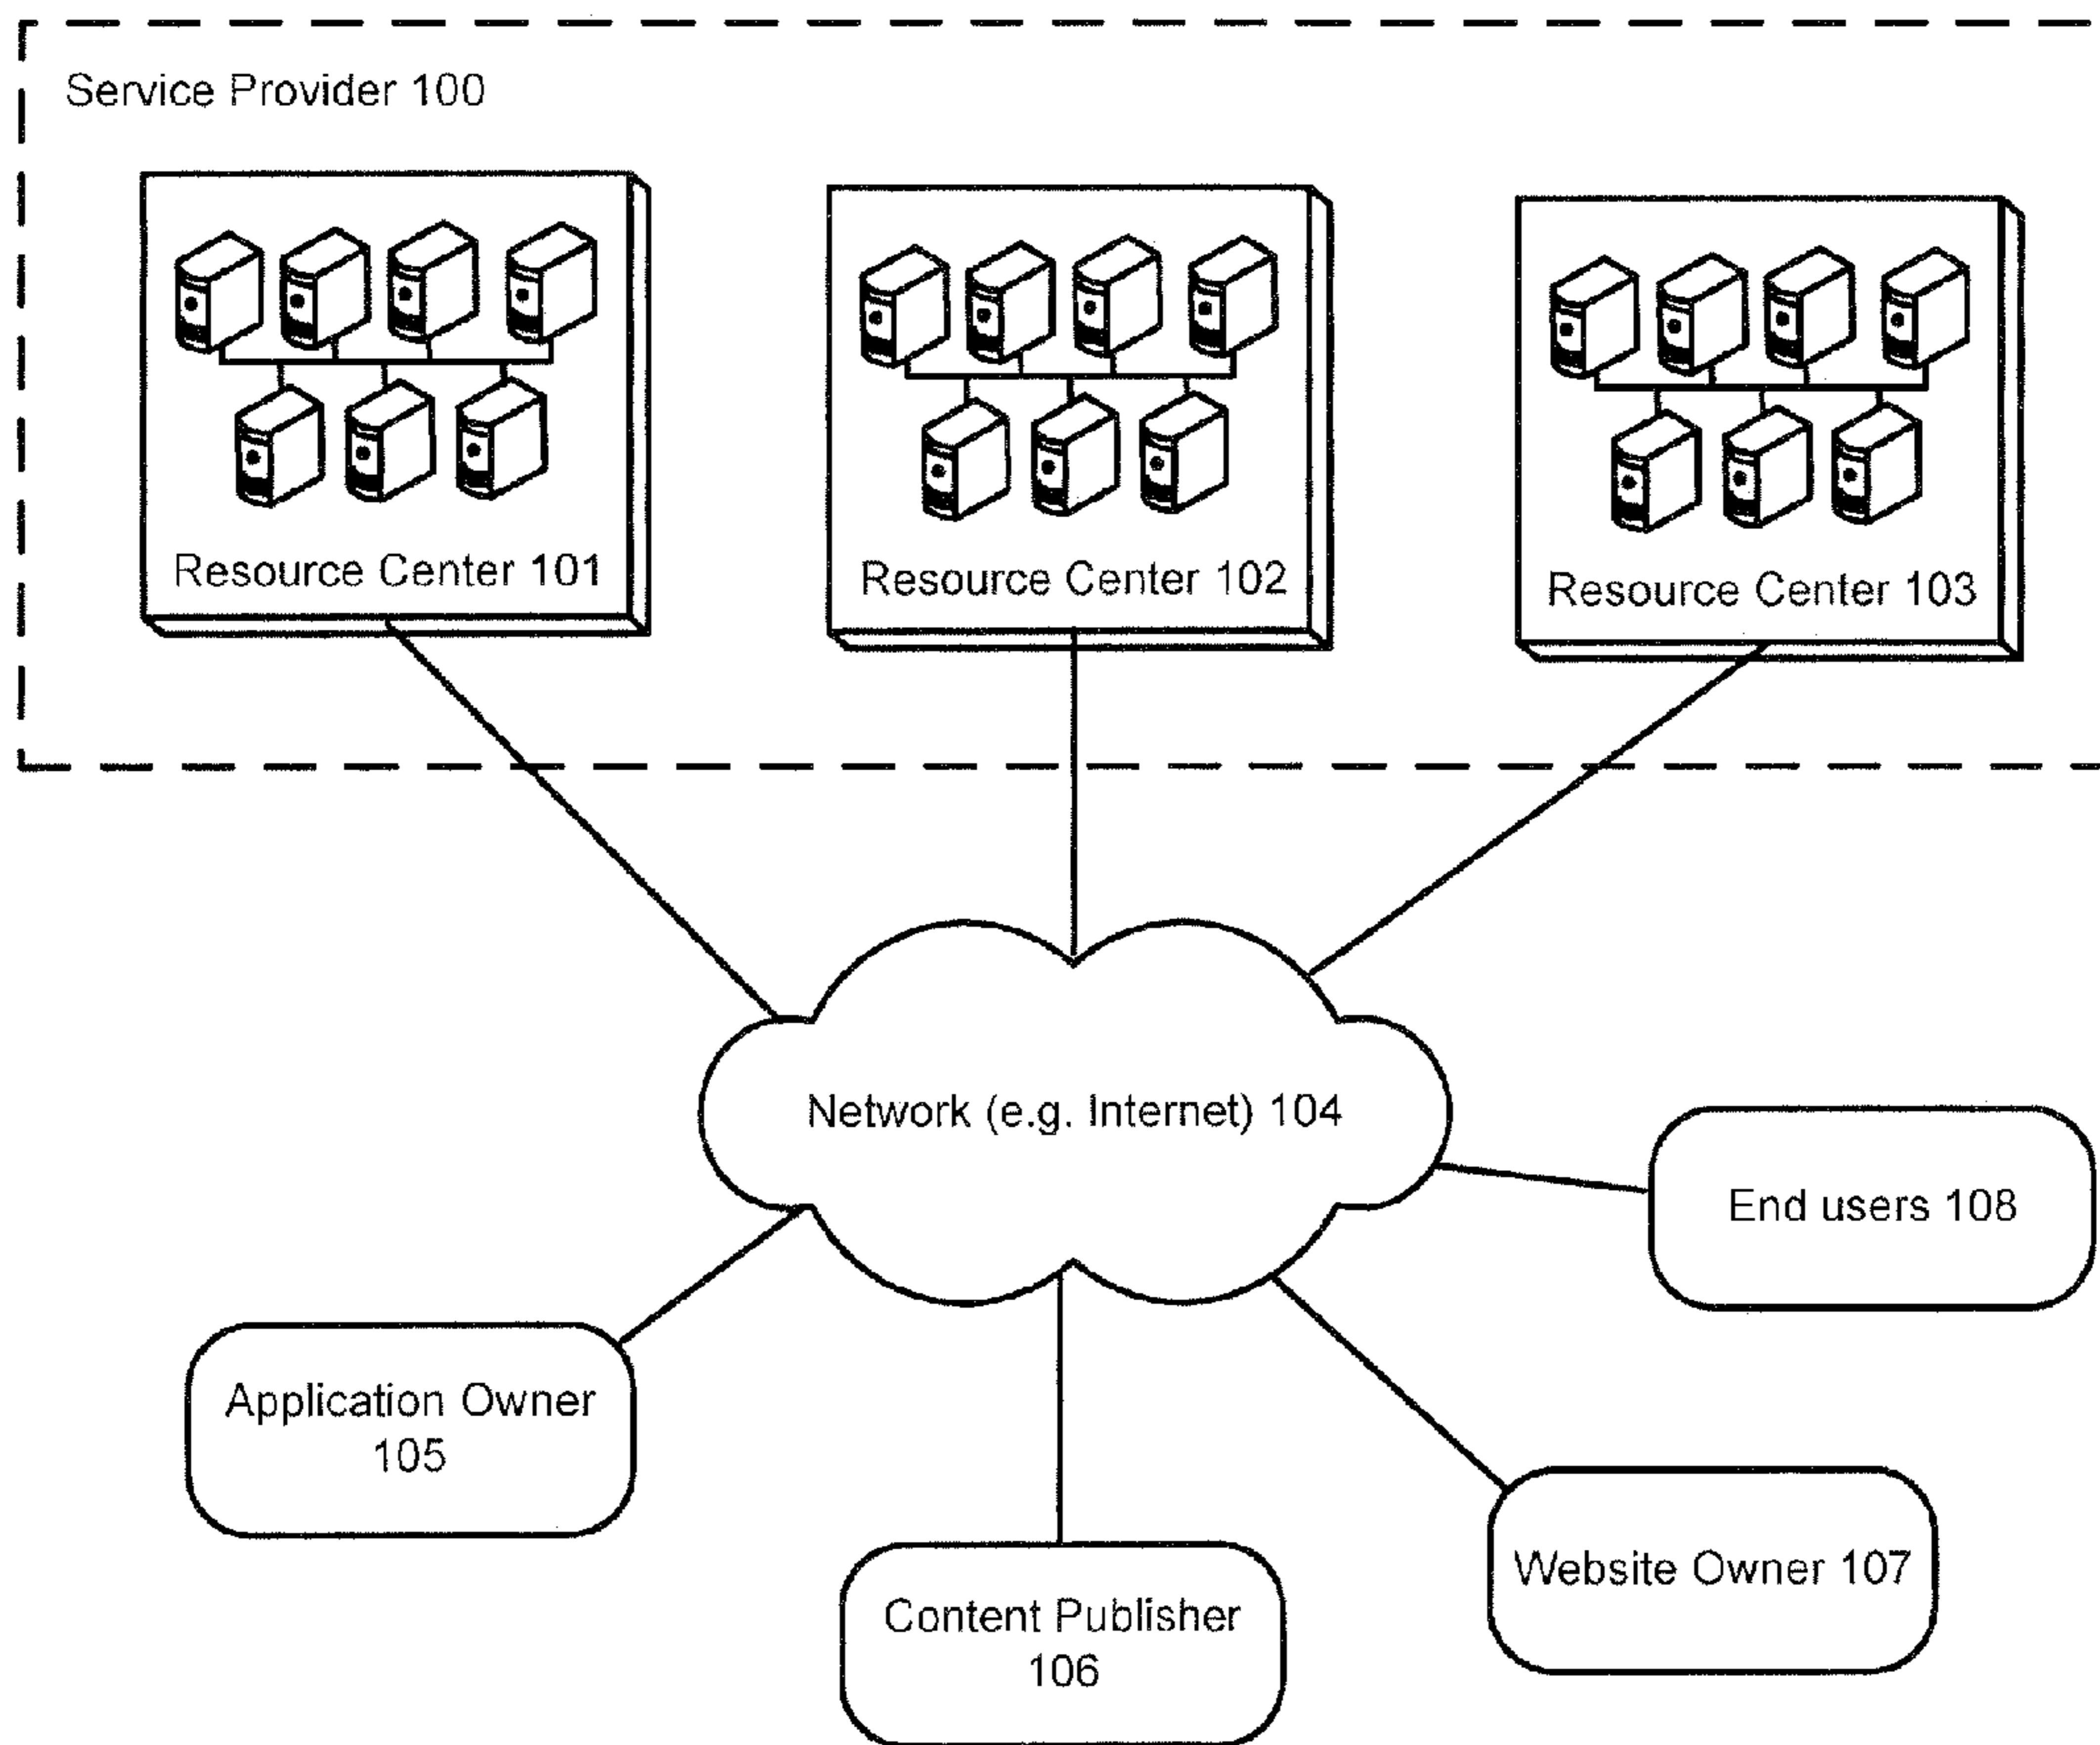 Service Provider 100
Resource Center 101
Resource Center 102
Resource Center 103
Network (e.g. Internet) 104
End users 108
Application Owner
105
Website Owner 107
Content Publisher
106